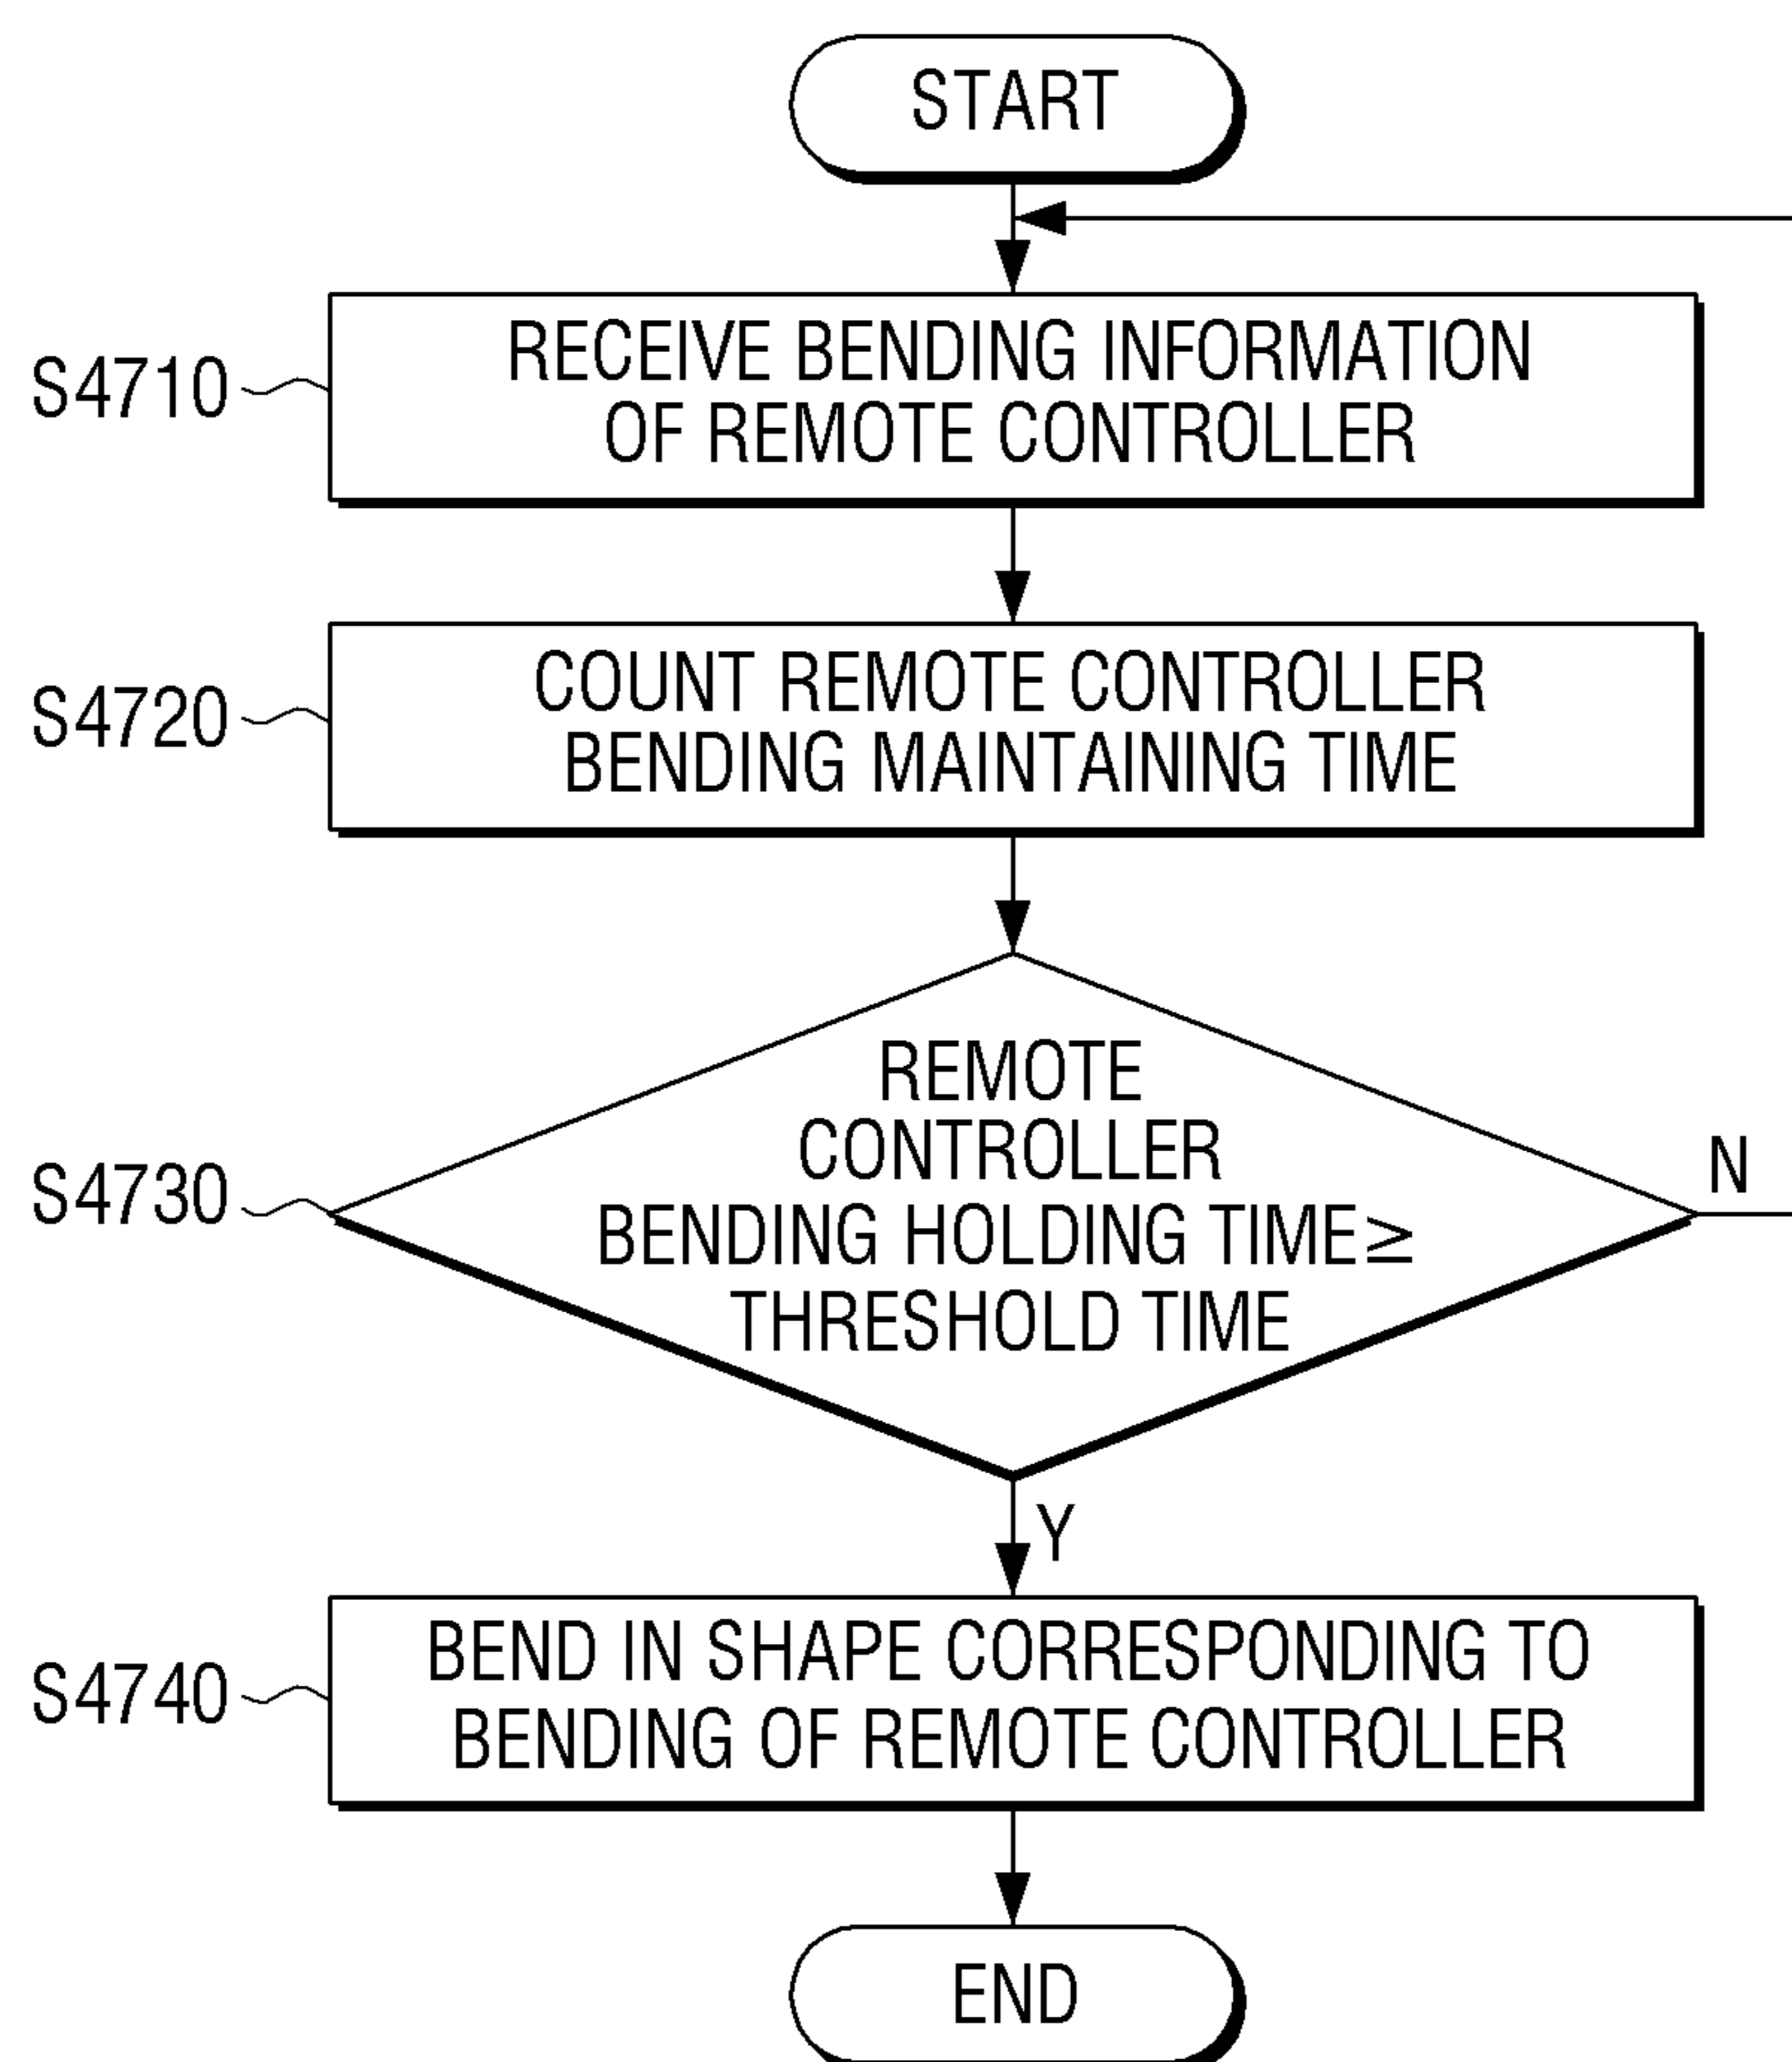 START
S4710
RECEIVE BENDING INFORMATION
OF REMOTE CONTROLLER
S4720
COUNT REMOTE CONTROLLER
BENDING MAINTAINING TIME
S4730
REMOTE
CONTROLLER
BENDING HOLDING TIME≥
THRESHOLD TIME
N
Y
S4740
BEND IN SHAPE CORRESPONDING TO
BENDING OF REMOTE CONTROLLER
END